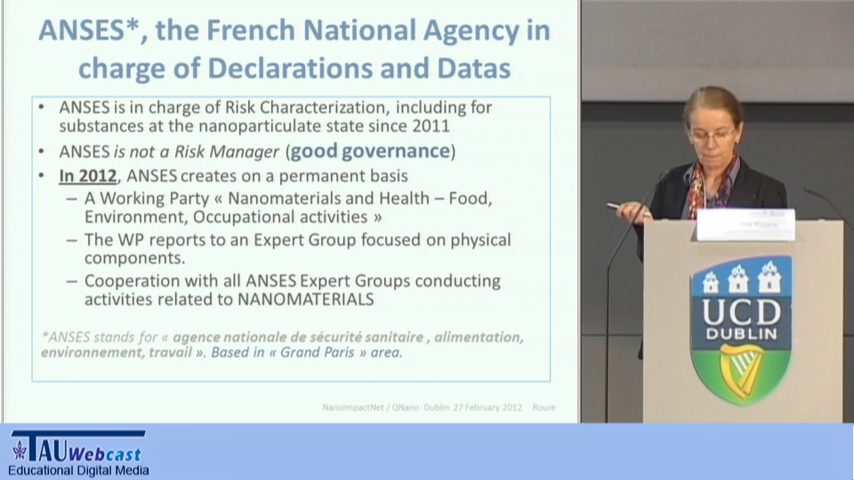 ANSES*, the French National Agency in
charge of Declarations and Datas
• ANSES is in charge of Risk Characterization, including for
substances at the nanoparticulate state since 2011
• ANSES is not a Risk Manager (good governance)
• In 2012, ANSES creates on a permanent basis
– A Working Party « Nanomaterials and Health – Food,
Environment, Occupational activities »
– The WP reports to an Expert Group focused on physical
components.
– Cooperation with all ANSES Expert Groups conducting
activities related to NANOMATERIALS
*ANSES stands for « agence nationale de sécurité sanitaire , alimentation,
environnement, travail ». Based in « Grand Paris » area.
NanoImpactNet / QNano Dublin 27 February 2012 Roure
UCD
DUBLIN
TAU Webcast
Educational Digital Media